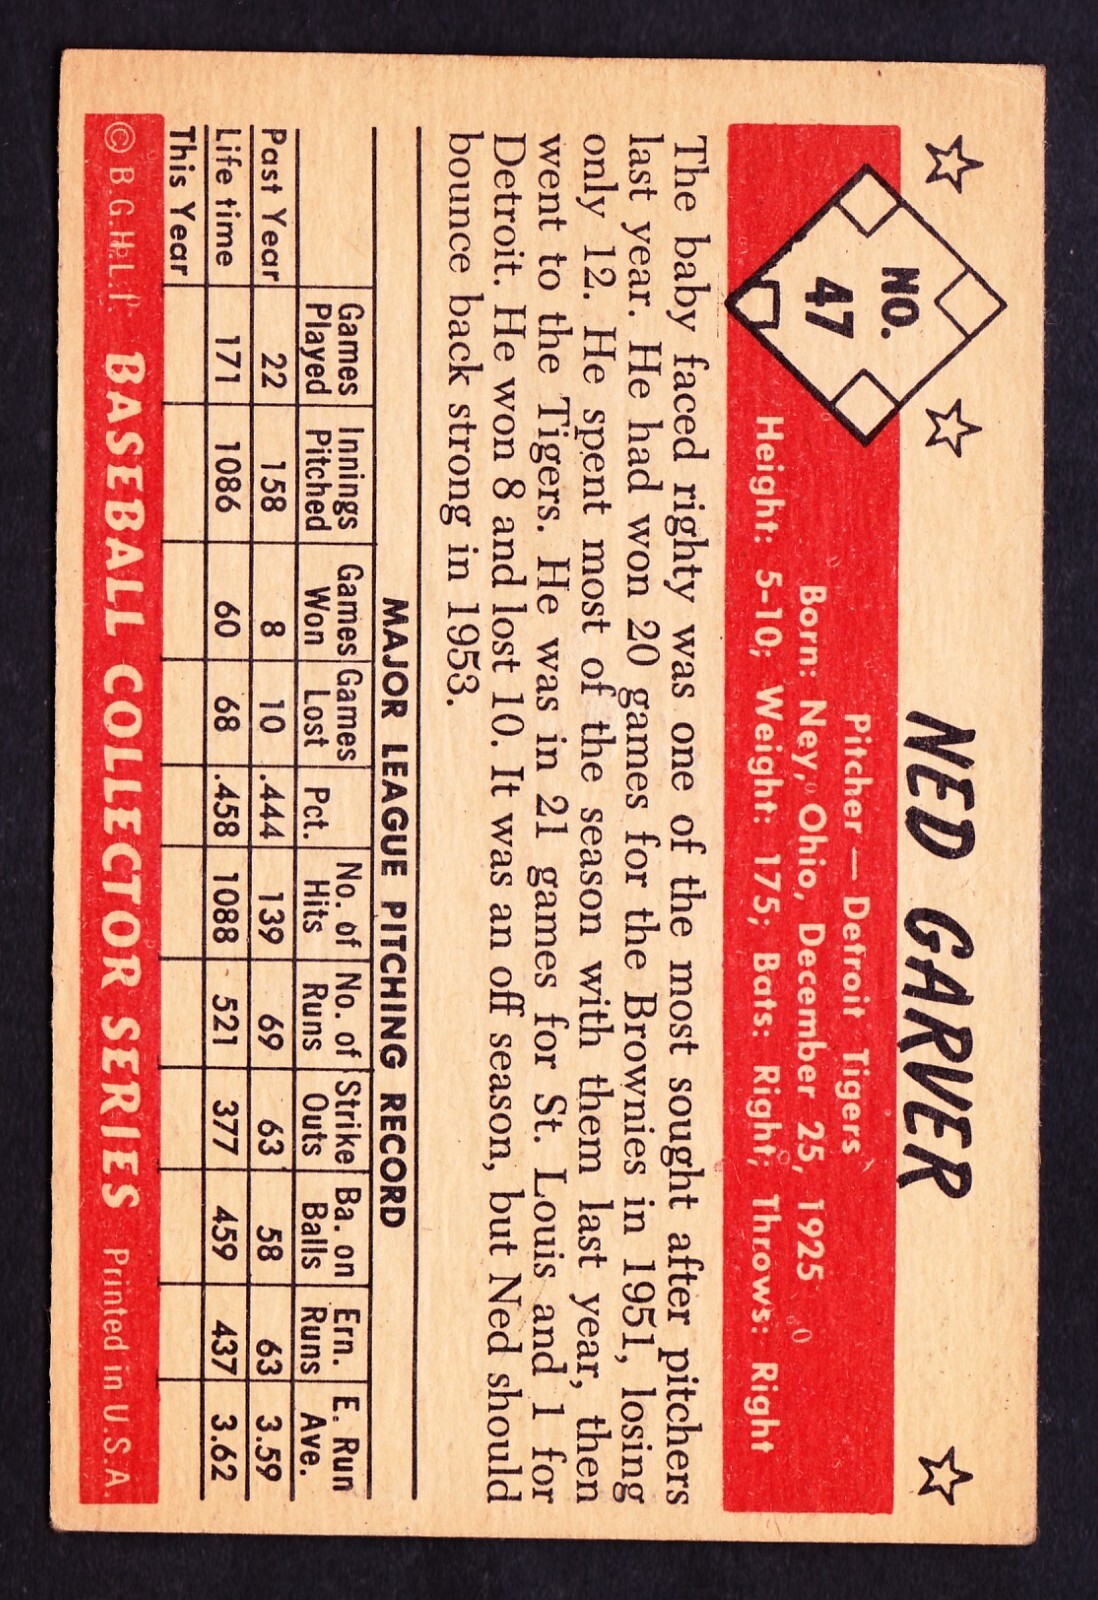 NO.
47
NED GARVER
Pitcher — Detroit Tigers
Born: Ney, Ohio, December 25, 1925
Height: 5-10; Weight: 175; Bats: Right; Throws: Right
The baby faced righty was one of the most sought after pitchers
last year. He had won 20 games for the Brownies in 1951, losing
only 12. He spent most of the season with them last year, then
went to the Tigers. He was in 21 games for St. Louis and 1 for
Detroit. He won 8 and lost 10. It was an off season, but Ned should
bounce back strong in 1953.
MAJOR LEAGUE PITCHING RECORD
Games Innings Games Games No. of No. of Strike Ba. on Ern. E. Run
Played Pitched Won Lost Pct. Hits Runs Outs Balls Runs Ave.
Past Year 22 158 8 10 .444 139 69 63 58 63 3.59
Life time 171 1086 60 68 .458 1088 521 377 459 437 3.62
This Year
© B.G.H.L.I. BASEBALL COLLECTOR SERIES Printed in U.S.A.